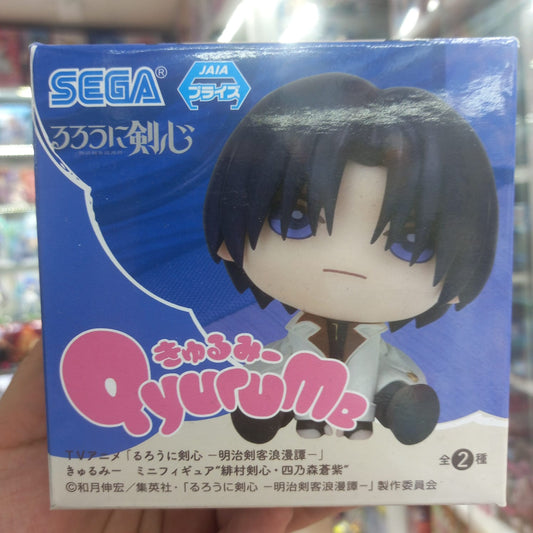 SEGA®
JAIA
プライズ
るろうに剣心
きゅるみー
QyuruMe
TVアニメ「るろうに剣心 −明治剣客浪漫譚−」
きゅるみー ミニフィギュア"緋村剣心・四乃森蒼紫"
全2種
©和月伸宏／集英社・「るろうに剣心 −明治剣客浪漫譚−」製作委員会